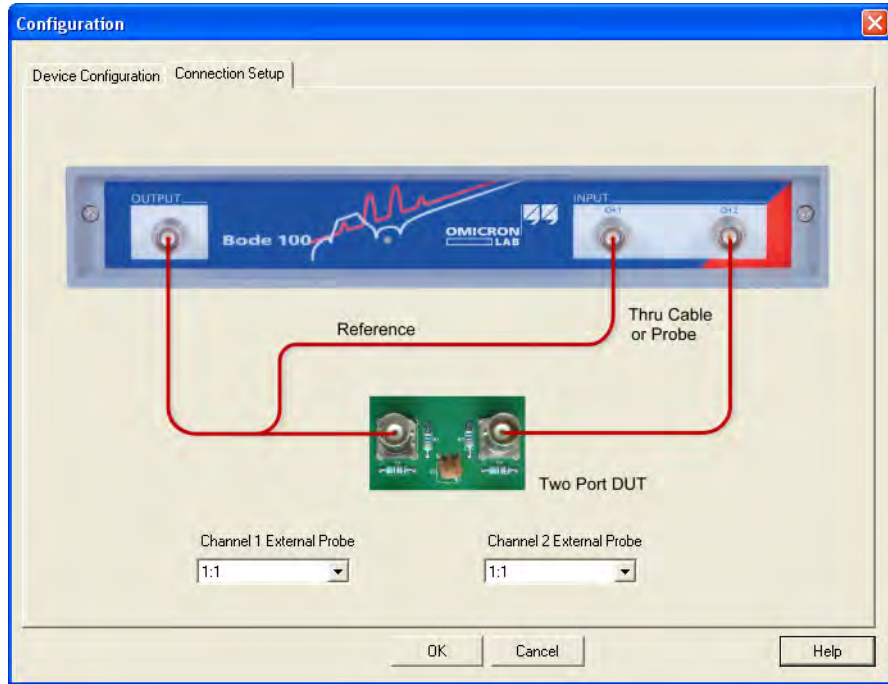 Configuration
Device Configuration
Connection Setup
OUTPUT
INPUT
CH 1
CH 2
Bode 100
OMICRON
LAB
Reference
Thru Cable
or Probe
Two Port DUT
Channel 1 External Probe
Channel 2 External Probe
1:1
1:1
OK
Cancel
Help